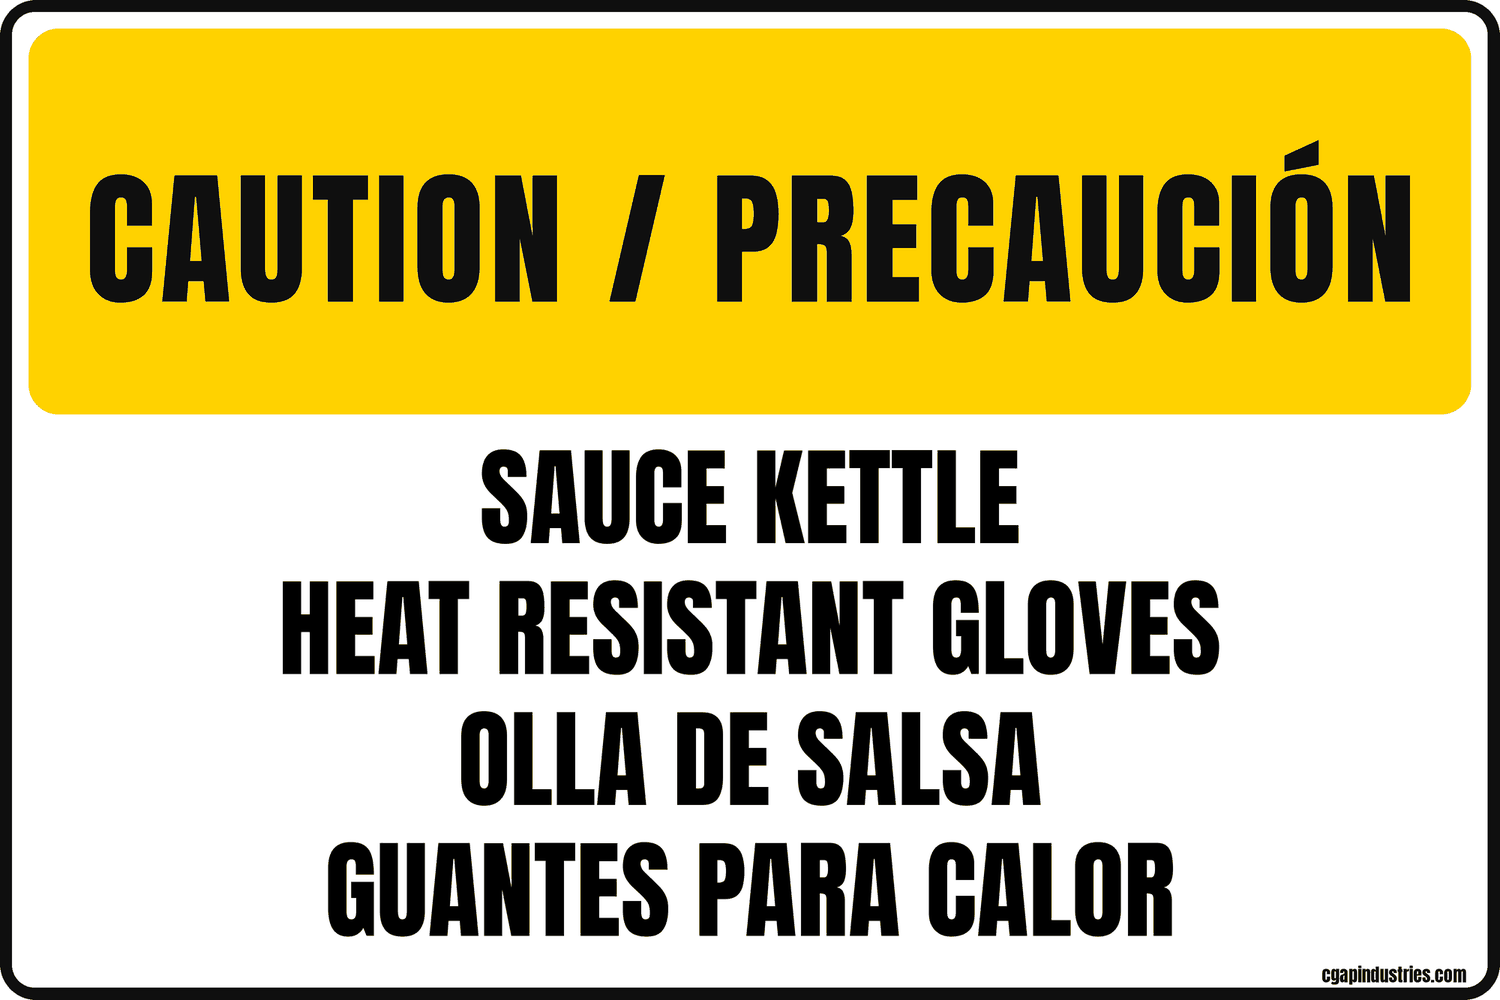 CAUTION / PRECAUCIÓN
SAUCE KETTLE
HEAT RESISTANT GLOVES
OLLA DE SALSA
GUANTES PARA CALOR
cgapindustries.com